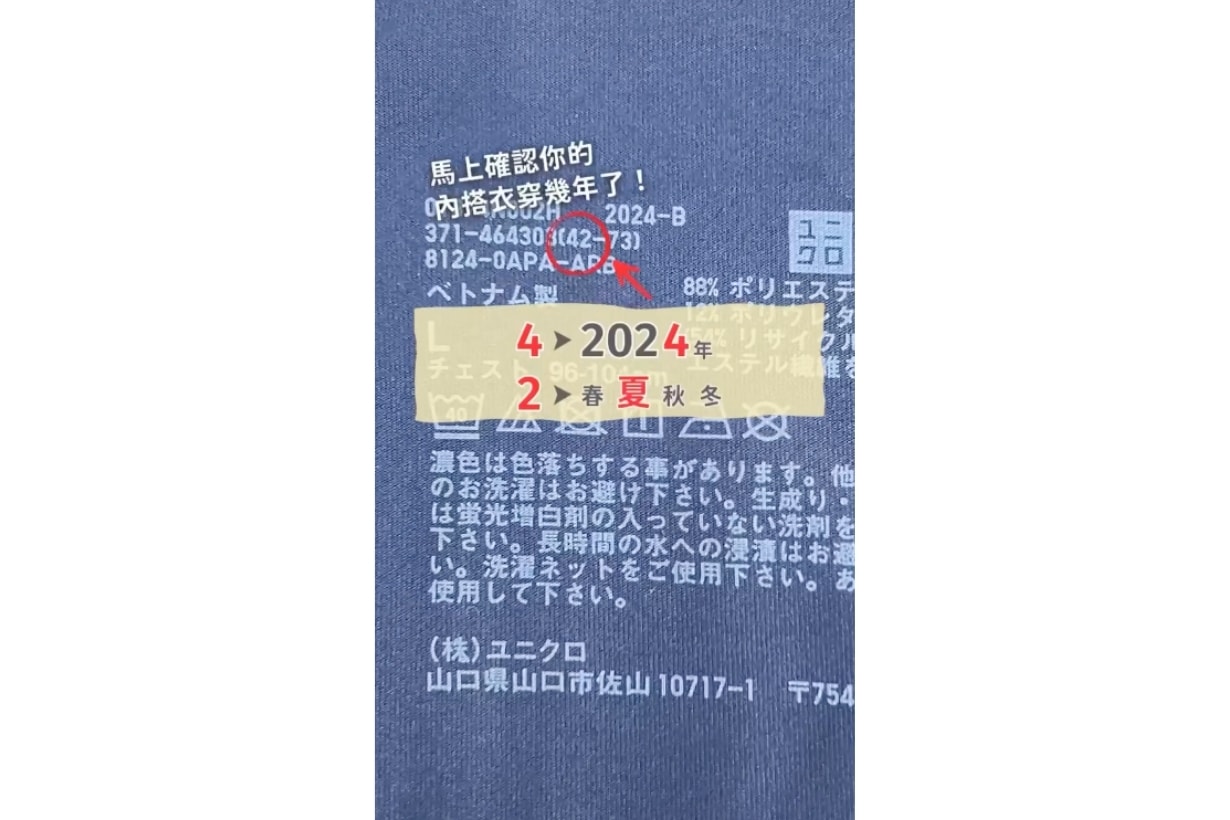 馬上確認你的
內搭衣穿幾年了！
2024-B
371-464303(42-73)
8124-0APA-APB
ベトナム製
88% ポリエステ
12% ポリウレタ
(54% リサイクル
エステル繊維を
L
チェスト 96-104cm
4➤2024年
2➤春 夏 秋 冬
40
濃色は色落ちする事があります。他
のお洗濯はお避け下さい。生成り・
は蛍光増白剤の入っていない洗剤を
下さい。長時間の水への浸漬はお避
い。洗濯ネットをご使用下さい。あ
使用して下さい。
(株)ユニクロ
山口県山口市佐山 10717-1 〒754